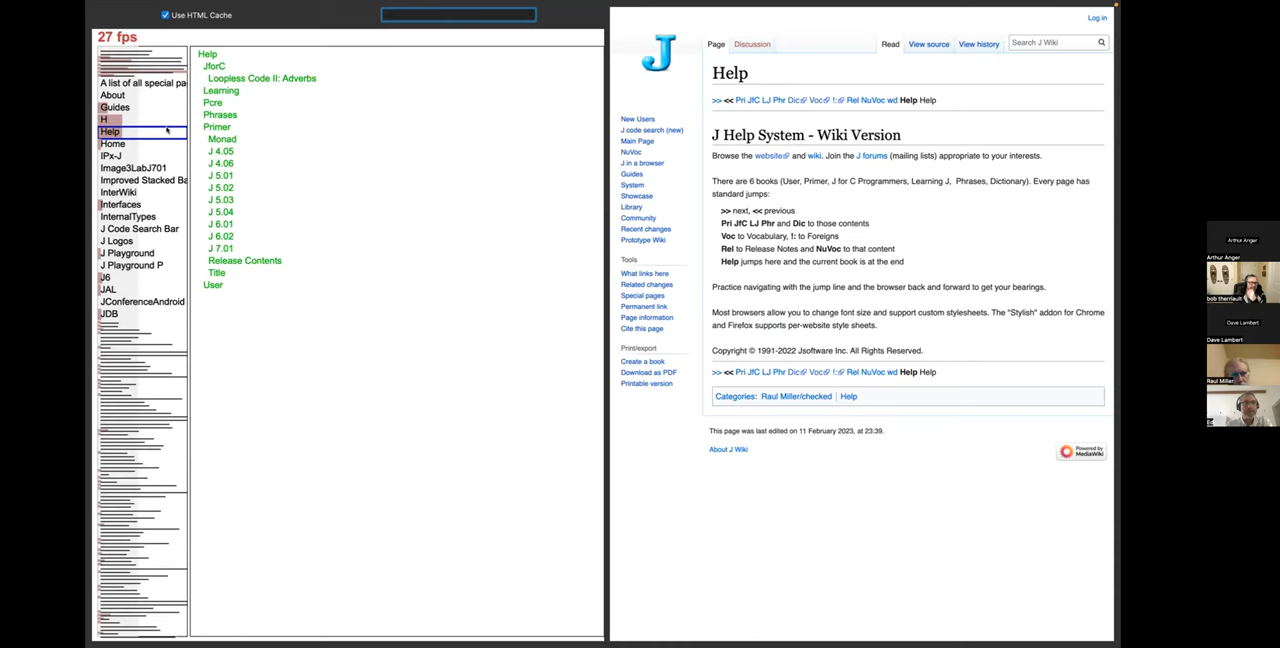 Use HTML Cache
27 fps
A list of all special pa
About
Guides
H
Help
Home
IPx-J
Image3LabJ701
Improved Stacked Ba
InterWiki
Interfaces
InternalTypes
J Code Search Bar
J Logos
J Playground
J Playground P
J6
JAL
JConferenceAndroid
JDB
Help
JforC
Loopless Code II: Adverbs
Learning
Pcre
Phrases
Primer
Monad
J 4.05
J 4.06
J 5.01
J 5.02
J 5.03
J 5.04
J 6.01
J 6.02
J 7.01
Release Contents
Title
User
Log in
J
Page Discussion Read View source View history Search J Wiki
New Users
J code search (new)
Main Page
NuVoc
J in a browser
Guides
System
Showcase
Library
Community
Recent changes
Prototype Wiki
Tools
What links here
Related changes
Special pages
Permanent link
Page information
Cite this page
Print/export
Create a book
Download as PDF
Printable version
Help
>> << Pri JfC LJ Phr Dic Voc !: Rel NuVoc wd Help Help
J Help System - Wiki Version
Browse the website and wiki. Join the J forums (mailing lists) appropriate to your interests.
There are 6 books (User, Primer, J for C Programmers, Learning J, Phrases, Dictionary). Every page has
standard jumps:
>> next, << previous
Pri JfC LJ Phr and Dic to those contents
Voc to Vocabulary, !: to Foreigns
Rel to Release Notes and NuVoc to that content
Help jumps here and the current book is at the end
Practice navigating with the jump line and the browser back and forward to get your bearings.
Most browsers allow you to change font size and support custom stylesheets. The "Stylish" addon for Chrome
and Firefox supports per-website style sheets.
Copyright © 1991-2022 Jsoftware Inc. All Rights Reserved.
>> << Pri JfC LJ Phr Dic Voc !: Rel NuVoc wd Help Help
Categories: Raul Miller/checked | Help
This page was last edited on 11 February 2023, at 23:39.
About J Wiki
Powered by
MediaWiki
Arthur Anger
Arthur Anger
bob therriault
Dave Lambert
Dave Lambert
Raul Miller